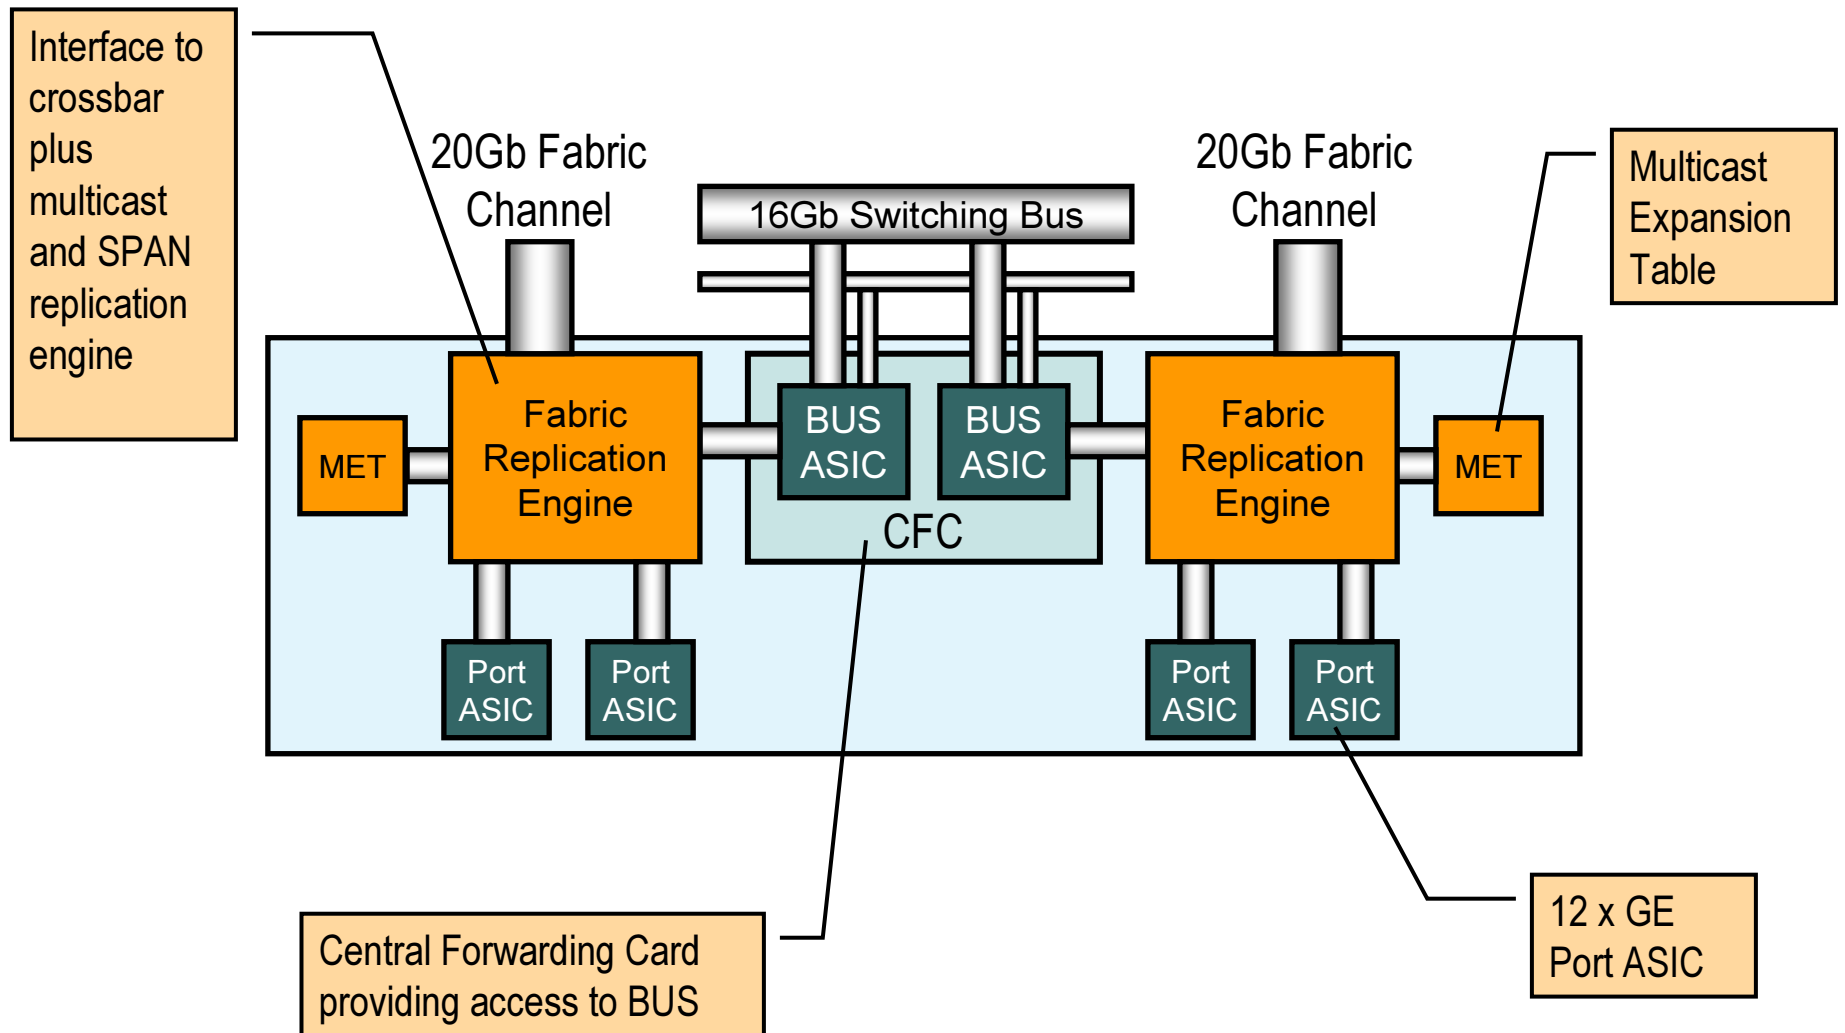 Interface to
crossbar
plus
multicast
and SPAN
replication
engine
20Gb Fabric
Channel
16Gb Switching Bus
20Gb Fabric
Channel
Multicast
Expansion
Table
MET
Fabric
Replication
Engine
BUS
ASIC
BUS
ASIC
CFC
Fabric
Replication
Engine
MET
Port
ASIC
Port
ASIC
Port
ASIC
Port
ASIC
Central Forwarding Card
providing access to BUS
12 x GE
Port ASIC